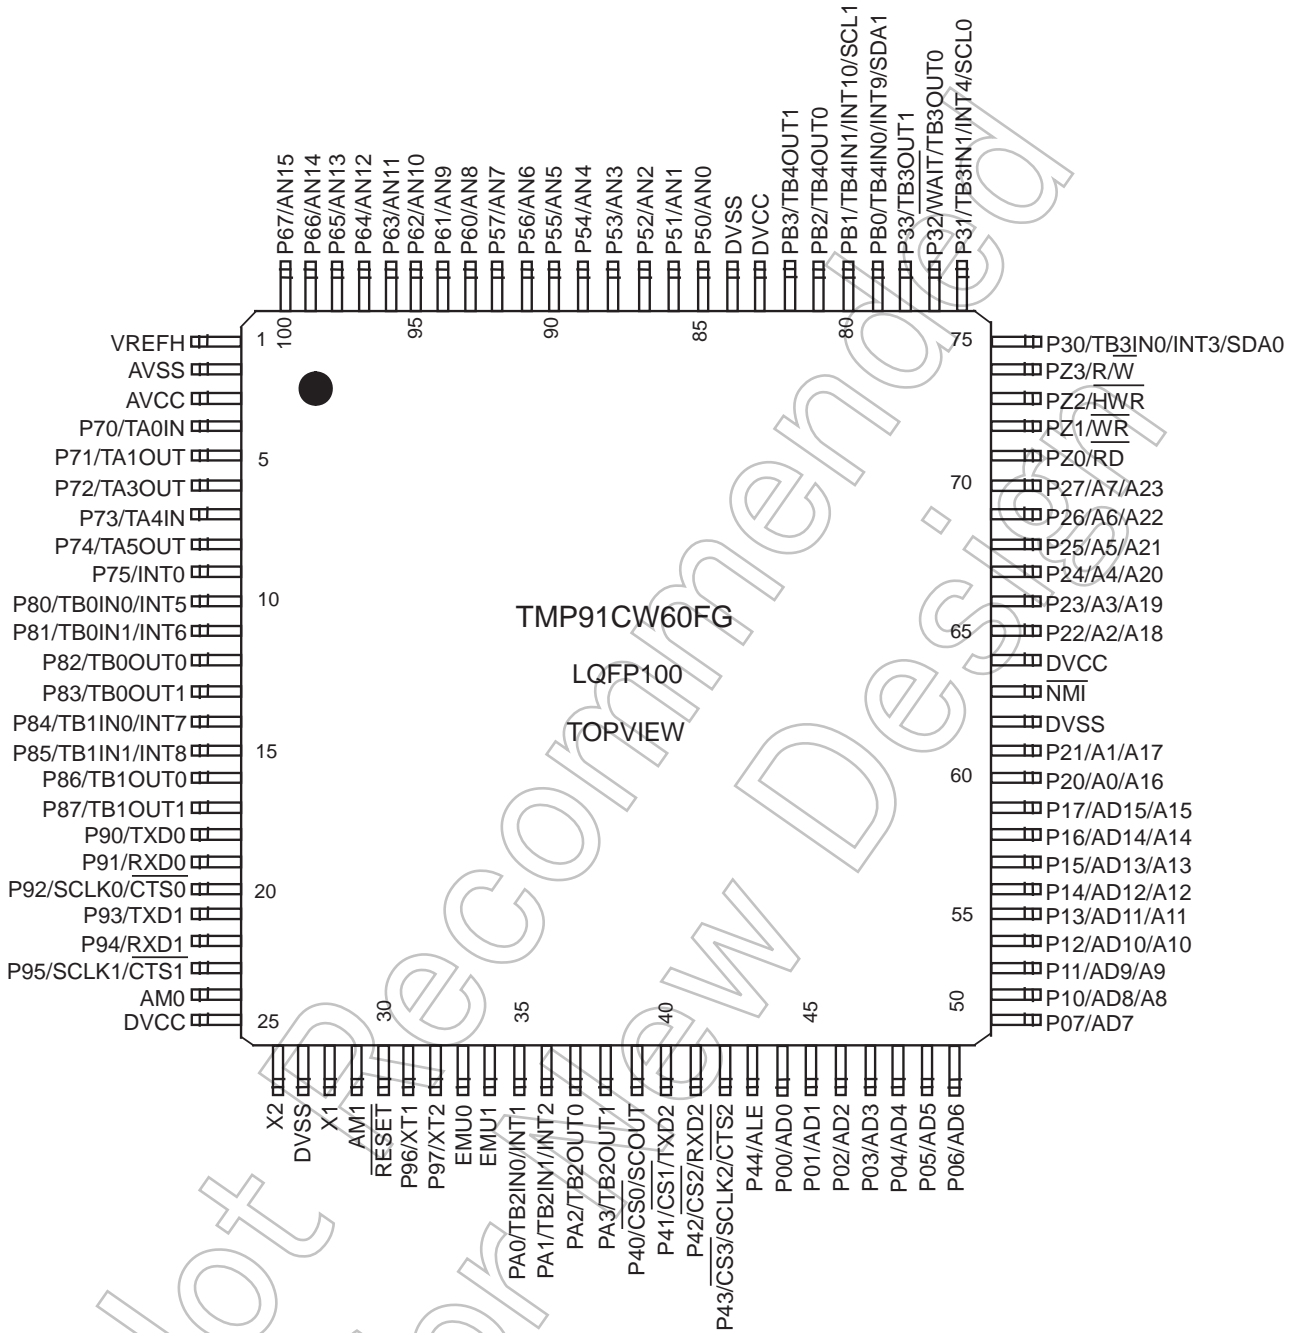 P67/AN15
P66/AN14
P65/AN13
P64/AN12
P63/AN11
P62/AN10
P61/AN9
P60/AN8
P57/AN7
P56/AN6
P55/AN5
P54/AN4
P53/AN3
P52/AN2
P51/AN1
P50/AN0
DVSS
DVCC
PB3/TB4OUT1
PB2/TB4OUT0
PB1/TB4IN1/INT10/SCL1
PB0/TB4IN0/INT9/SDA1
P33/TB3OUT1
P32/WAIT/TB3OUT0
P31/TB3IN1/INT4/SCL0
100
95
90
85
80
VREFH
AVSS
AVCC
P70/TA0IN
P71/TA1OUT
P72/TA3OUT
P73/TA4IN
P74/TA5OUT
P75/INT0
P80/TB0IN0/INT5
P81/TB0IN1/INT6
P82/TB0OUT0
P83/TB0OUT1
P84/TB1IN0/INT7
P85/TB1IN1/INT8
P86/TB1OUT0
P87/TB1OUT1
P90/TXD0
P91/RXD0
P92/SCLK0/CTS0
P93/TXD1
P94/RXD1
P95/SCLK1/CTS1
AM0
DVCC
1
5
10
15
20
25
TMP91CW60FG
LQFP100
TOPVIEW
75
70
65
60
55
50
P30/TB3IN0/INT3/SDA0
PZ3/R/W
PZ2/HWR
PZ1/WR
PZ0/RD
P27/A7/A23
P26/A6/A22
P25/A5/A21
P24/A4/A20
P23/A3/A19
P22/A2/A18
DVCC
NMI
DVSS
P21/A1/A17
P20/A0/A16
P17/AD15/A15
P16/AD14/A14
P15/AD13/A13
P14/AD12/A12
P13/AD11/A11
P12/AD10/A10
P11/AD9/A9
P10/AD8/A8
P07/AD7
30
35
40
45
X2
DVSS
X1
AM1
RESET
P96/XT1
P97/XT2
EMU0
EMU1
PA0/TB2IN0/INT1
PA1/TB2IN1/INT2
PA2/TB2OUT0
PA3/TB2OUT1
P40/CS0/SCOUT
P41/CS1/TXD2
P42/CS2/RXD2
P43/CS3/SCLK2/CTS2
P44/ALE
P00/AD0
P01/AD1
P02/AD2
P03/AD3
P04/AD4
P05/AD5
P06/AD6
Not Recommended
for New Design